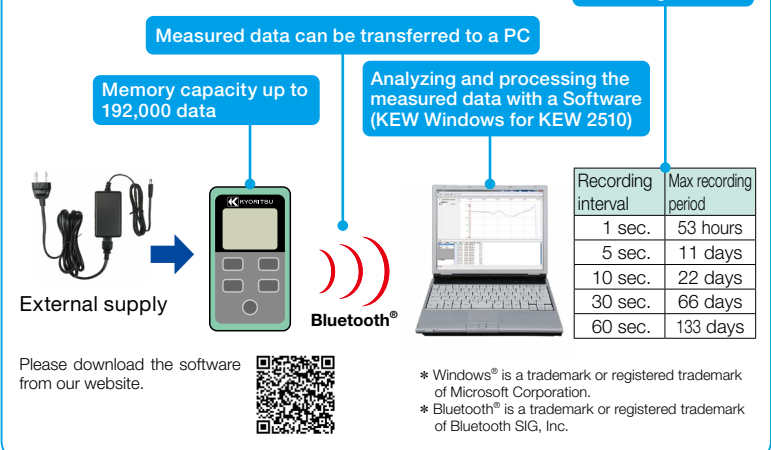 Measured data can be transferred to a PC
Memory capacity up to
192,000 data
Analyzing and processing the
measured data with a Software
(KEW Windows for KEW 2510)
KYORITSU
External supply
Bluetooth®
Recording interval	Max recording period
1 sec.	53 hours
5 sec.	11 days
10 sec.	22 days
30 sec.	66 days
60 sec.	133 days
Please download the software
from our website.
* Windows® is a trademark or registered trademark
of Microsoft Corporation.
* Bluetooth® is a trademark or registered trademark
of Bluetooth SIG, Inc.